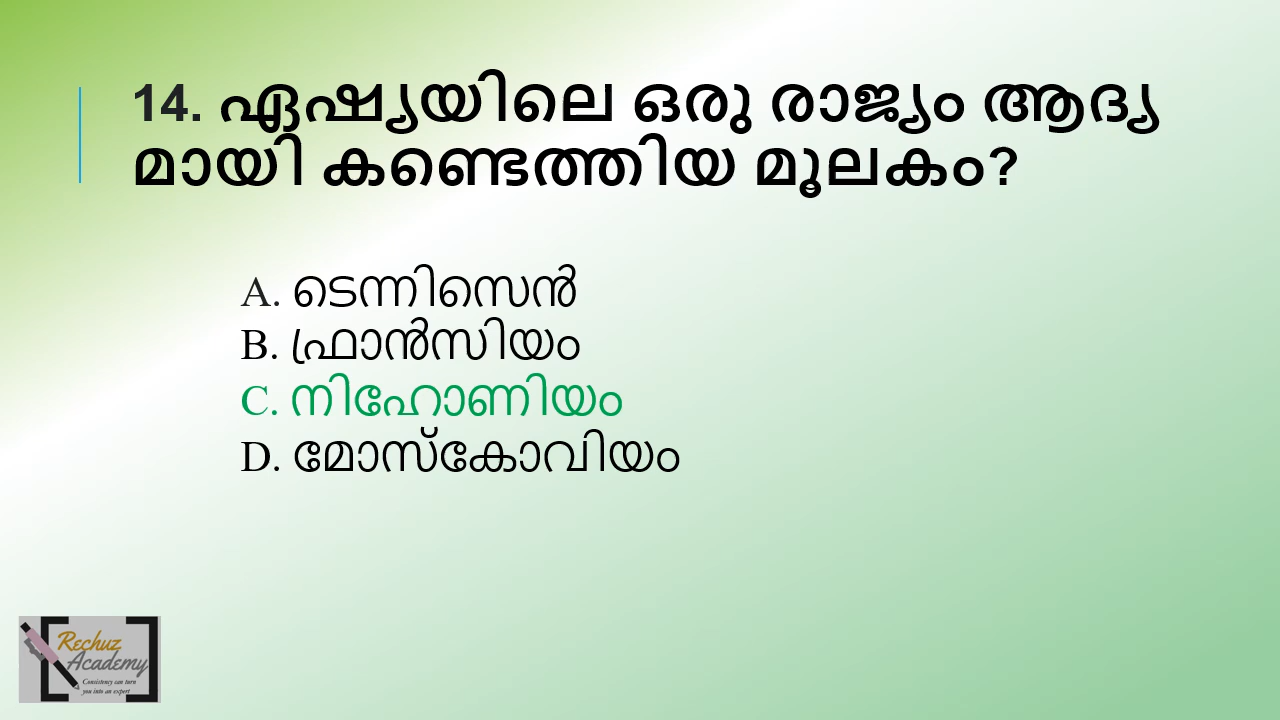 14. ഏഷ്യയിലെ ഒരു രാജ്യം ആദ്യ
മായി കണ്ടെത്തിയ മൂലകം?
A. ടെന്നിസെൻ
B. ഫ്രാൻസിയം
C. നിഹോണിയം
D. മോസ്കോവിയം
Rechuz
Academy
Consistency can turn
you into an expert